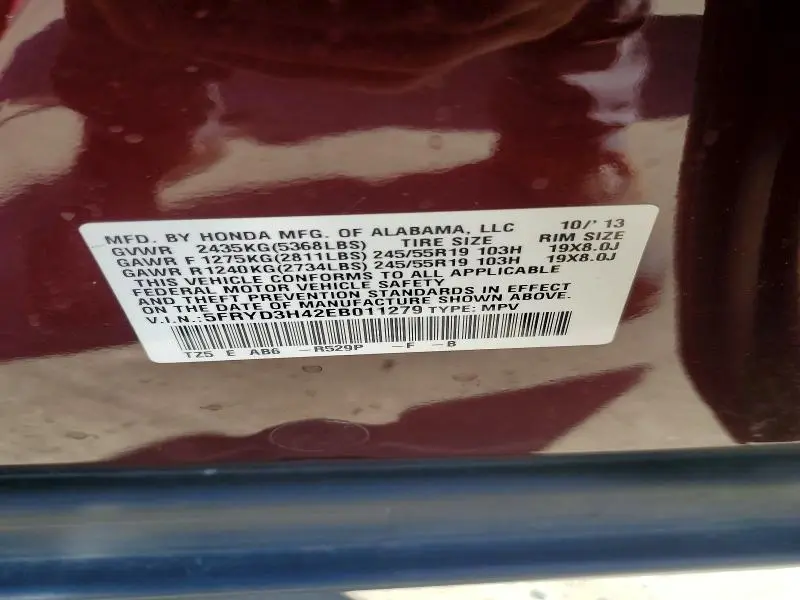 MFD. BY HONDA MFG. OF ALABAMA, LLC 10/'13
GVWR 2435KG(5368LBS) TIRE SIZE RIM SIZE
GAWR F 1275KG(2811LBS) 245/55R19 103H 19X8.0J
GAWR R1240KG(2734LBS) 245/55R19 103H 19X8.0J
THIS VEHICLE CONFORMS TO ALL APPLICABLE
FEDERAL MOTOR VEHICLE SAFETY
AND THEFT PREVENTION STANDARDS IN EFFECT
ON THE DATE OF MANUFACTURE SHOWN ABOVE.
V.I.N.:5FRYD3H42EB011279 TYPE: MPV
TZ5 E AB6 -R529P -F -B